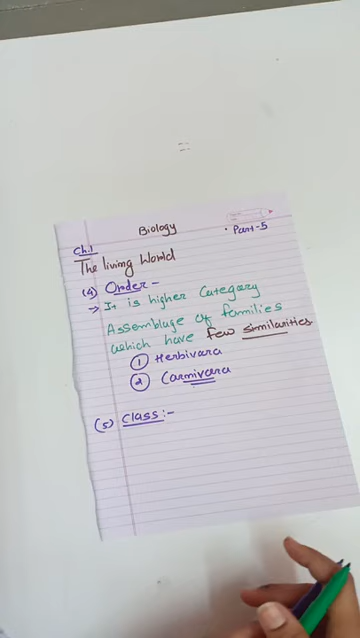 Biology
Part-5
Ch.1
The living World
(4) Order -
→ It is higher Category
Assemblage of families
which have few similarities
① Herbivara
② Carnivara
(5) Class :-